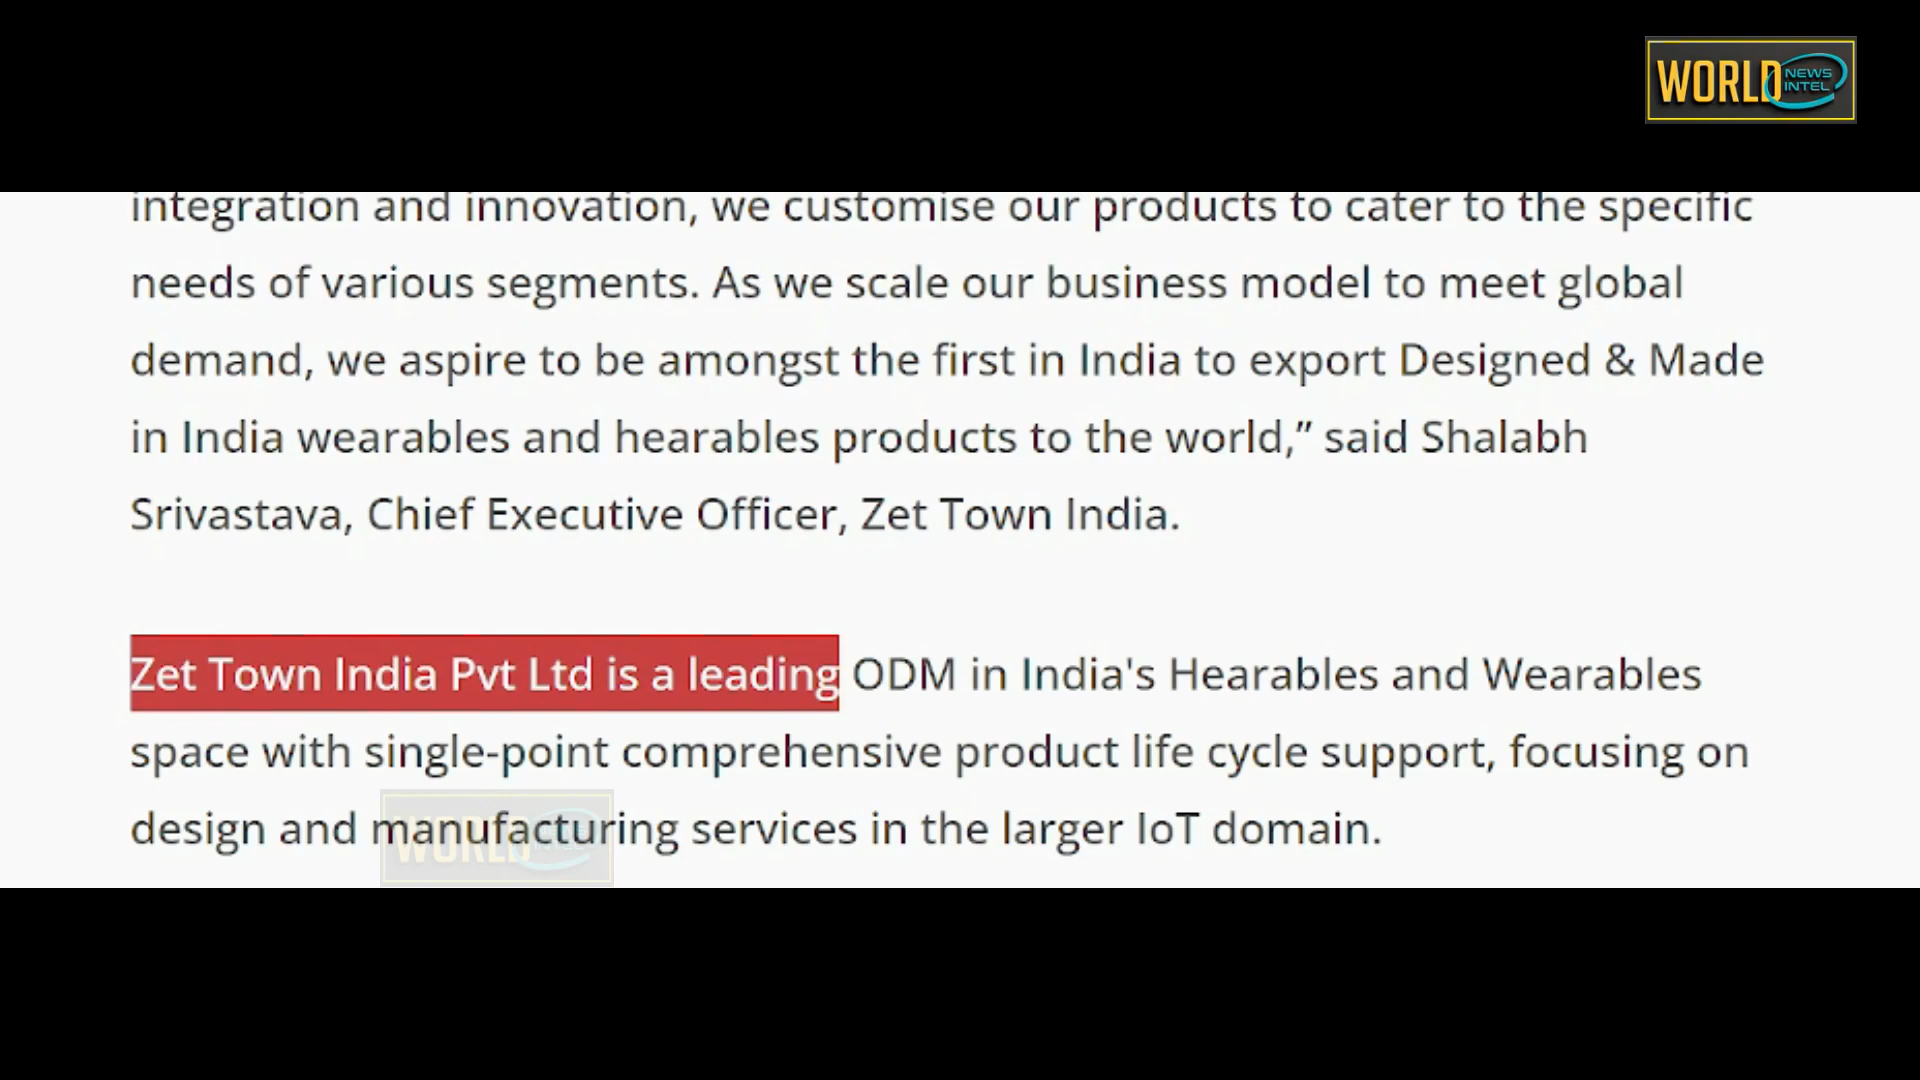 WORLD NEWS INTEL
integration and innovation, we customise our products to cater to the specific
needs of various segments. As we scale our business model to meet global
demand, we aspire to be amongst the first in India to export Designed & Made
in India wearables and hearables products to the world,” said Shalabh
Srivastava, Chief Executive Officer, Zet Town India.
Zet Town India Pvt Ltd is a leading ODM in India's Hearables and Wearables
space with single-point comprehensive product life cycle support, focusing on
design and manufacturing services in the larger IoT domain.
WORLD INTEL